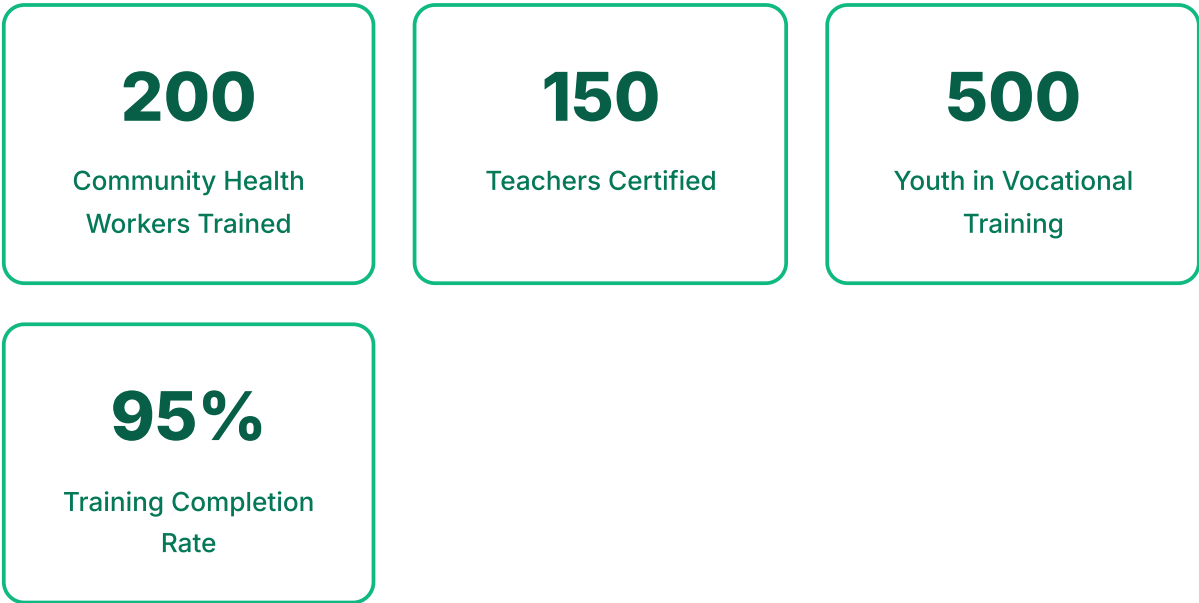 200
Community Health
Workers Trained
150
Teachers Certified
500
Youth in Vocational
Training
95%
Training Completion
Rate